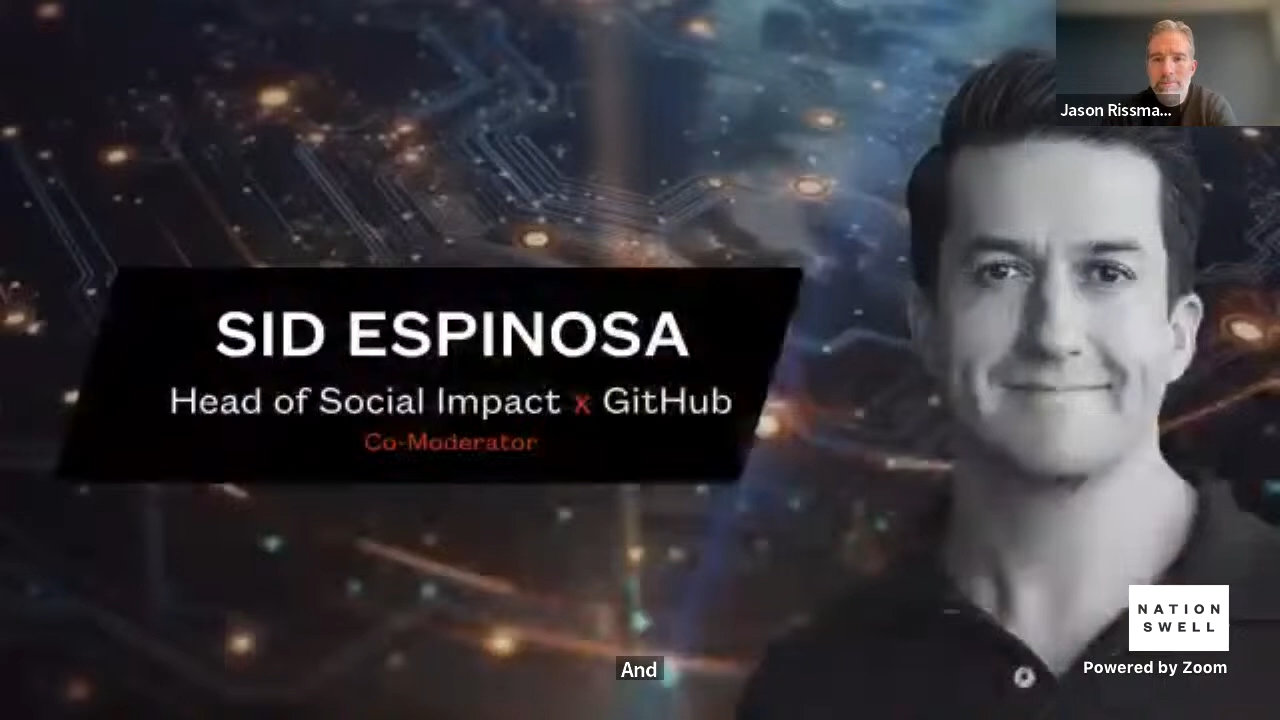 Jason Rissma...
SID ESPINOSA
Head of Social Impact x GitHub
Co-Moderator
NATION
SWELL
Powered by Zoom
And